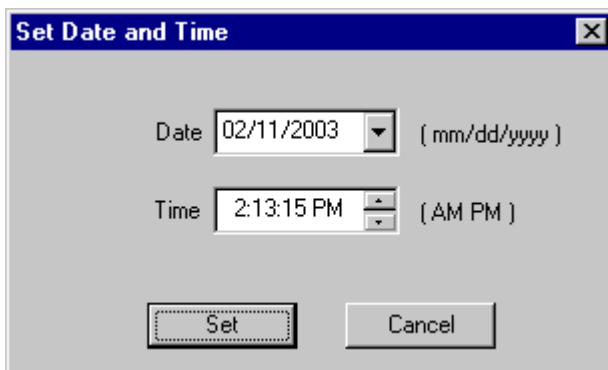 Set Date and Time
Date 02/11/2003 ( mm/dd/yyyy )
Time 2:13:15 PM ( AM PM )
Set Cancel